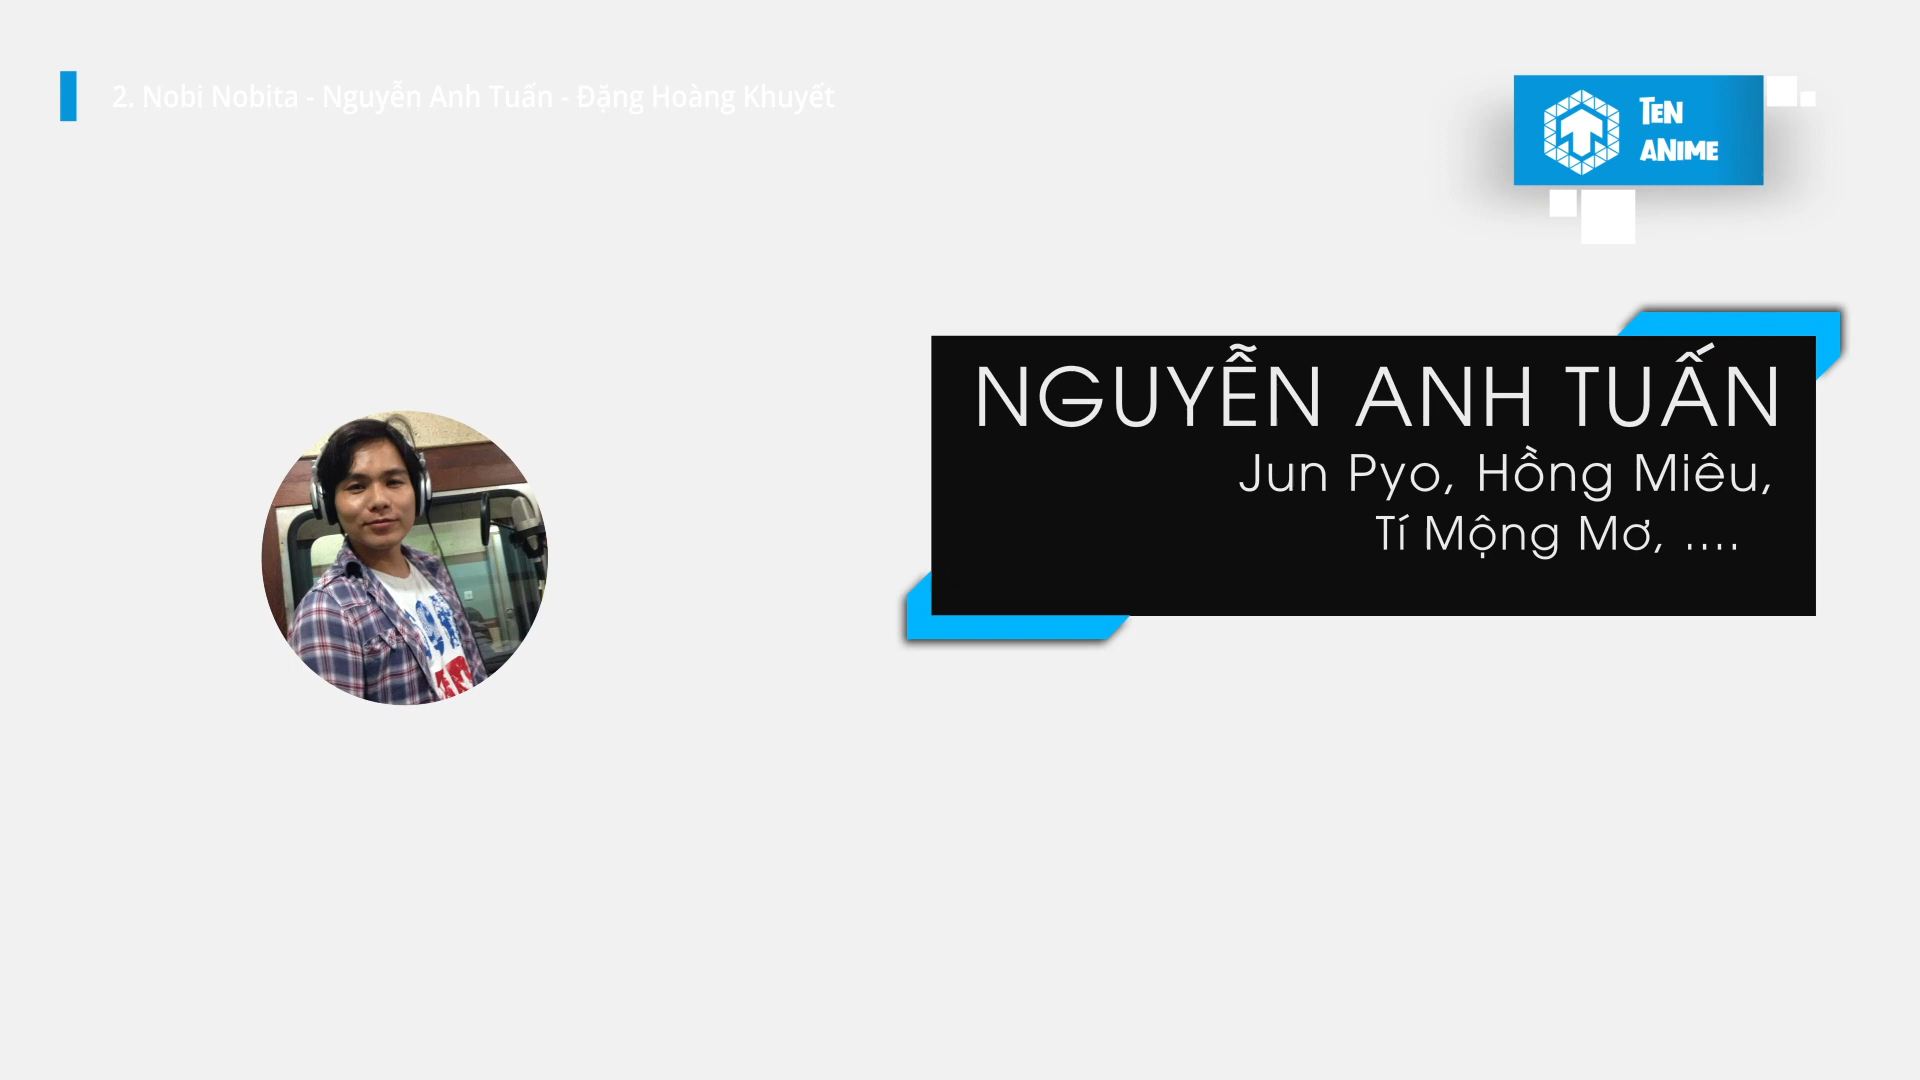 2. Nobi Nobita - Nguyễn Anh Tuấn - Đặng Hoàng Khuyết
TEN
ANIME
NGUYỄN ANH TUẤN
Jun Pyo, Hồng Miêu,
Tí Mộng Mơ, ....